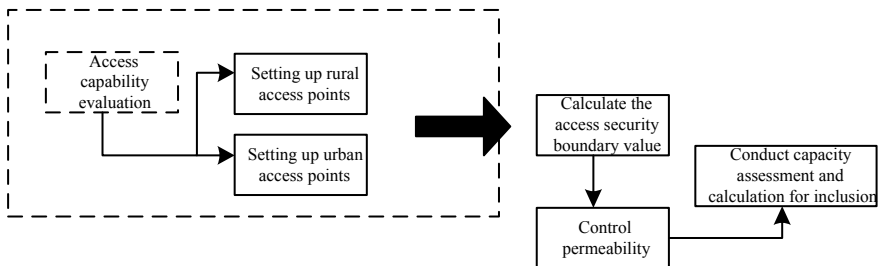 Access
capability
evaluation
Setting up rural
access points
Setting up urban
access points
Calculate the
access security
boundary value
Control
permeability
Conduct capacity
assessment and
calculation for inclusion